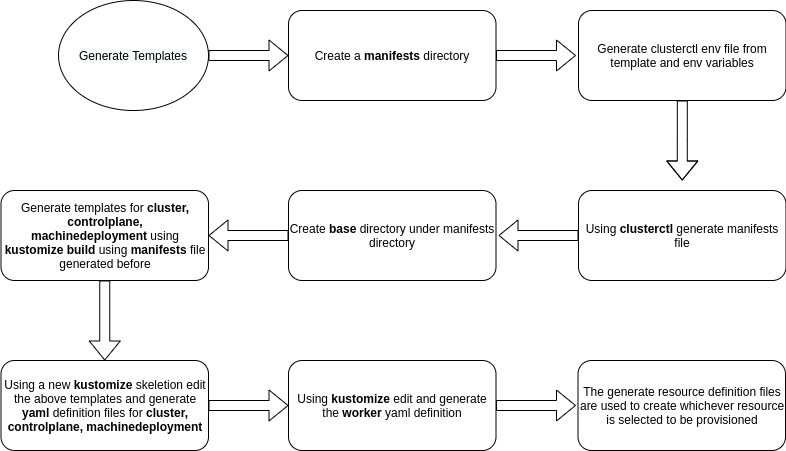 Generate Templates
Create a manifests directory
Generate clusterctl env file from
template and env variables
Using clusterctl generate manifests
file
Create base directory under manifests
directory
Generate templates for cluster,
controlplane,
machinedeployment using
kustomize build using manifests file
generated before
Using a new kustomize skeletion edit
the above templates and generate
yaml definition files for cluster,
controlplane, machinedeployment
Using kustomize edit and generate
the worker yaml definition
The generate resource definition files
are used to create whichever resource
is selected to be provisioned